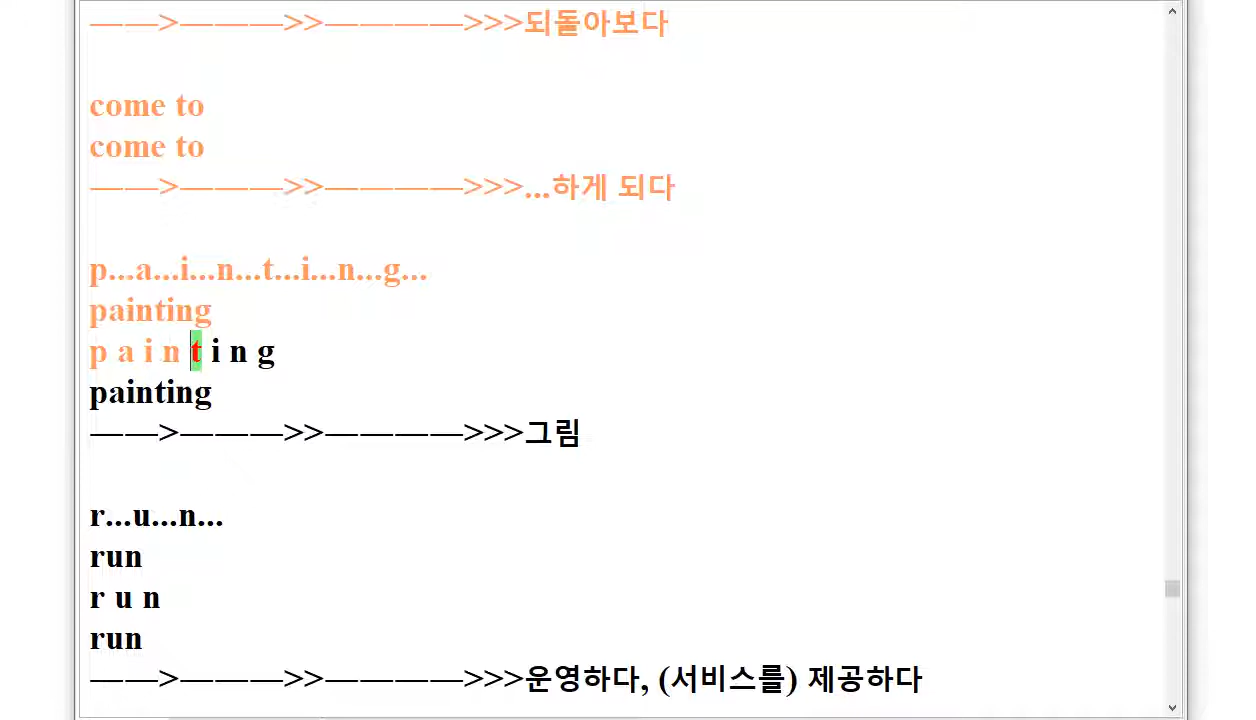 ——>———>>————>>>되돌아보다
come to
come to
——>———>>————>>>...하게 되다
p...a...i...n...t...i...n...g...
painting
p a i n t i n g
painting
——>———>>————>>>그림
r...u...n...
run
r u n
run
——>———>>————>>>운영하다, (서비스를) 제공하다